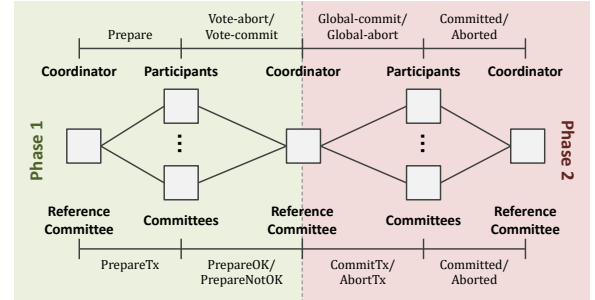 Vote-abort/ Global-commit/ Committed/
Prepare Vote-commit Global-abort Aborted
Coordinator Participants Coordinator Participants Coordinator
Phase 1
Phase 2
Reference Committees Reference Committees Reference
Committee Committee Committee
PrepareTx PrepareOK/ CommitTx/ Committed/
PrepareNotOK AbortTx Aborted